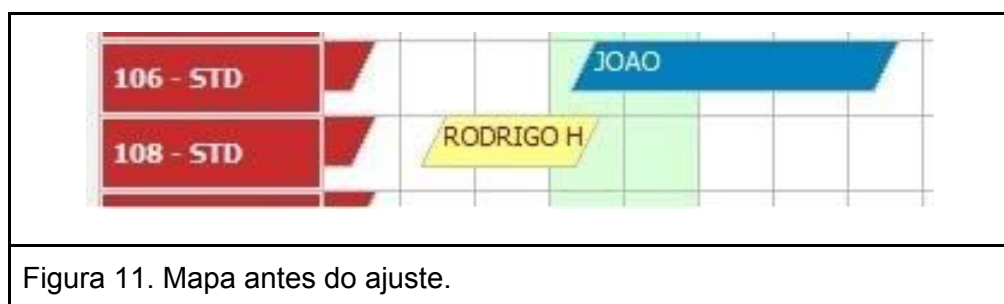 106 - STD
JOAO
108 - STD
RODRIGO H
Figura 11. Mapa antes do ajuste.